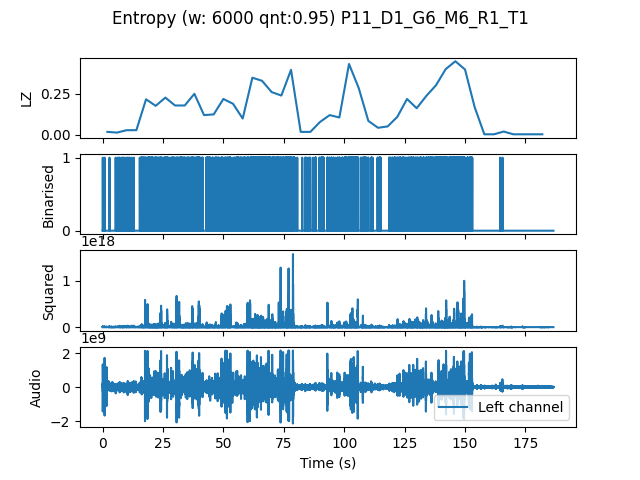 Entropy (w: 6000 qnt:0.95) P11_D1_G6_M6_R1_T1
LZ
0.25
0.00
Binarised
1
0
1e18
Squared
1
0
1e9
Audio
2
0
−2
Left channel
0 25 50 75 100 125 150 175
Time (s)